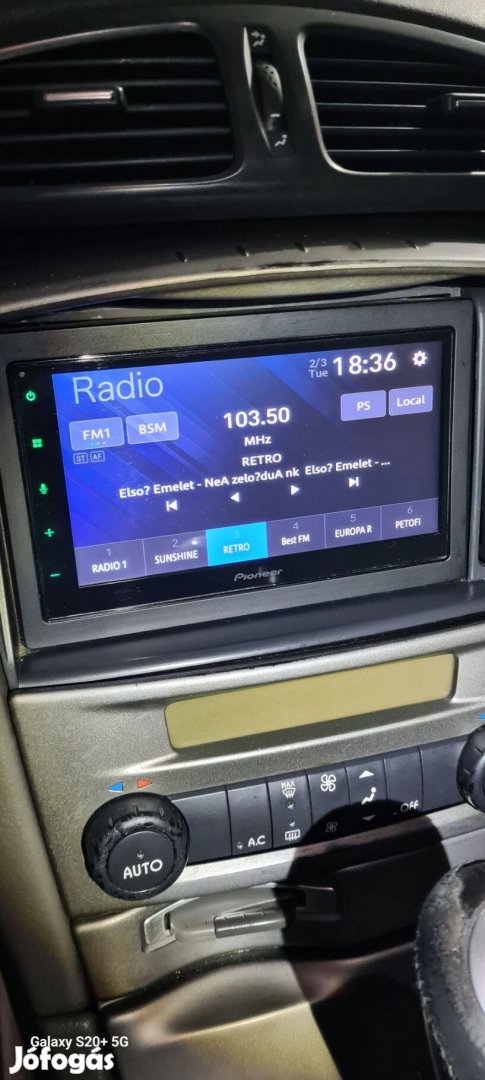 Radio
2/3
Tue
18:36
FM1
BSM
ST AF
103.50
MHz
RETRO
PS
Local
Elso? Emelet - NeA zelo?duA nk Elso? Emelet - ...
1
RADIO 1
2
SUNSHINE
3
RETRO
4
Best FM
5
EUROPA R
6
PETOFI
Pioneer
MAX
A.C
Off
AUTO
Galaxy S20+ 5G
Jófogás